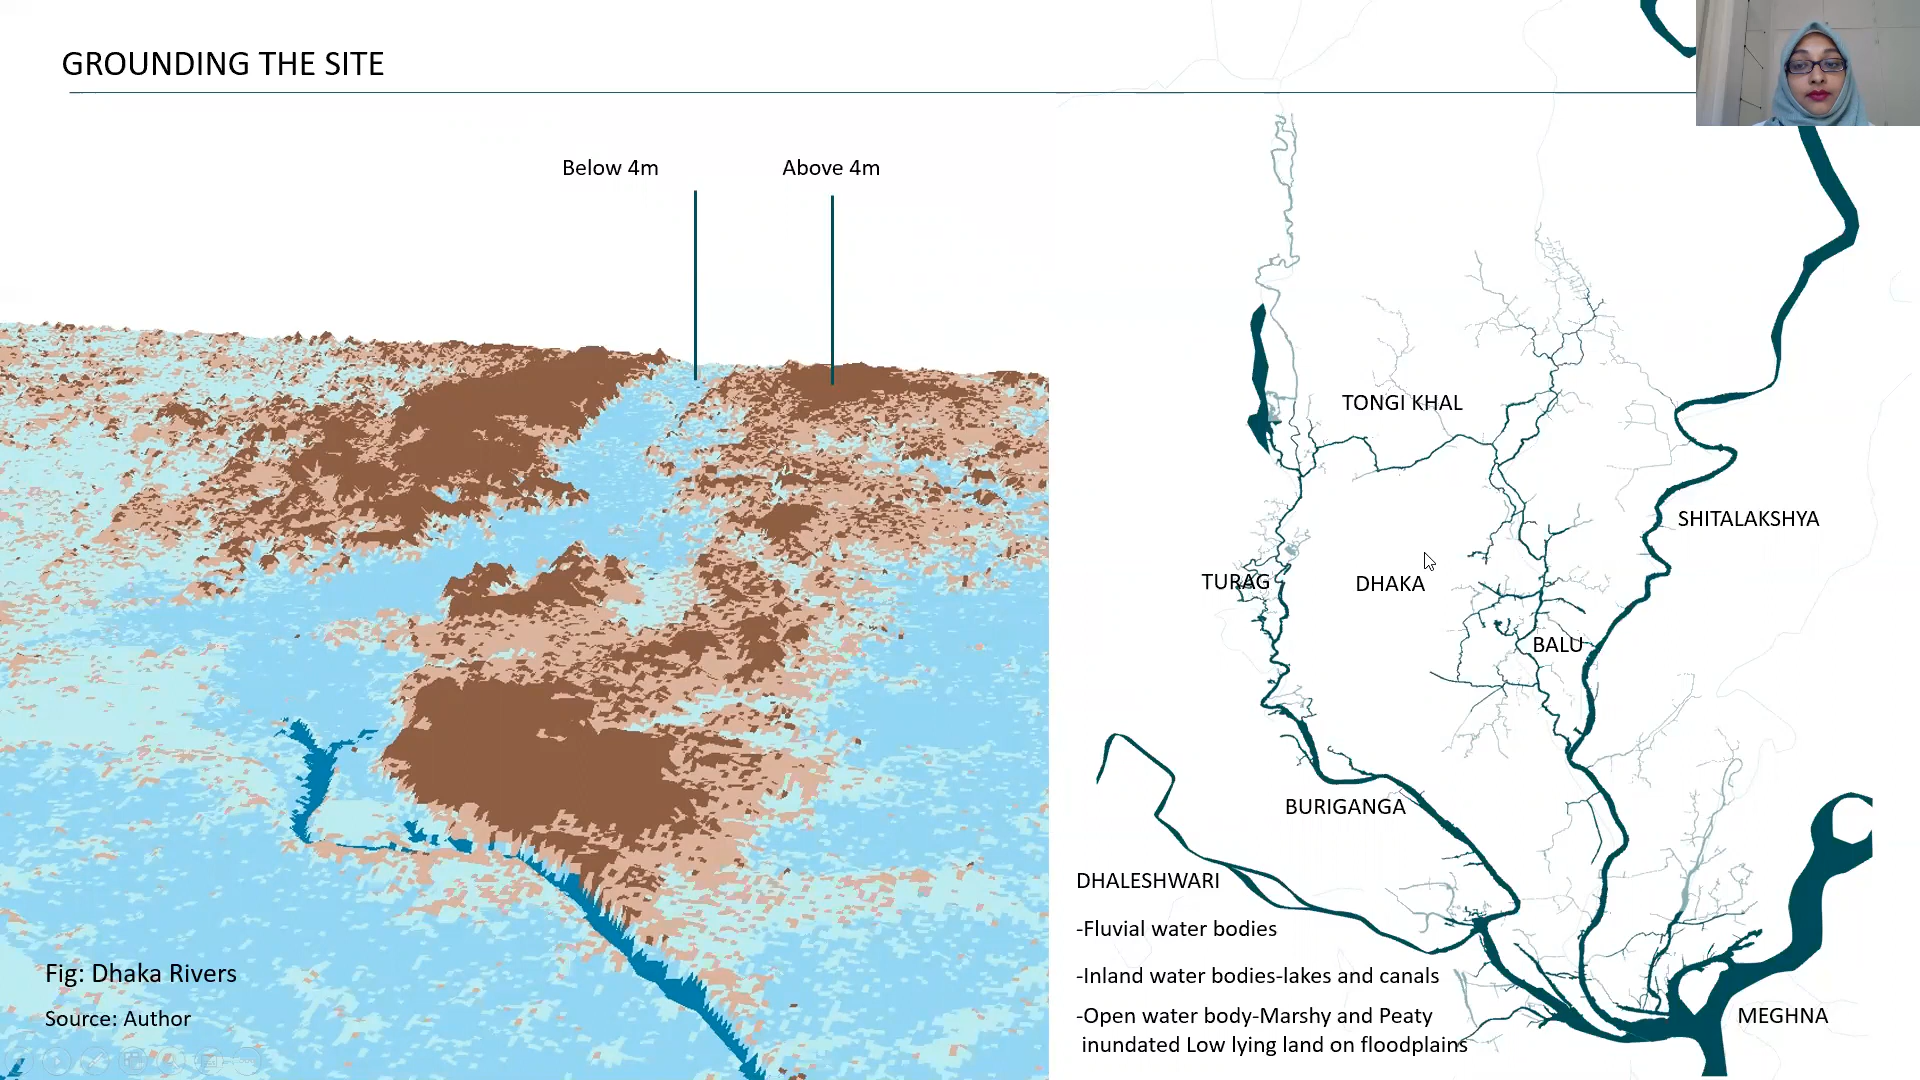 GROUNDING THE SITE
Below 4m
Above 4m
TONGI KHAL
SHITALAKSHYA
TURAG
DHAKA
BALU
BURIGANGA
DHALESHWARI
-Fluvial water bodies
-Inland water bodies-lakes and canals
-Open water body-Marshy and Peaty
inundated Low lying land on floodplains
MEGHNA
Fig: Dhaka Rivers
Source: Author